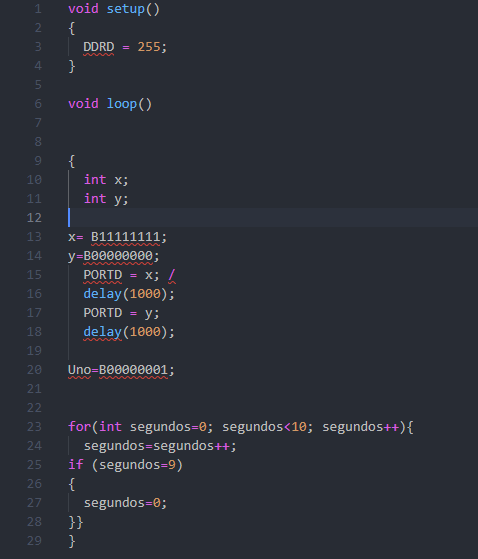 1 void setup()
2 {
3 DDRD = 255;
4 }
5
6 void loop()
7
8
9 {
10 int x;
11 int y;
12
13 x= B11111111;
14 y=B00000000;
15 PORTD = x; /
16 delay(1000);
17 PORTD = y;
18 delay(1000);
19
20 Uno=B00000001;
21
22
23 for(int segundos=0; segundos<10; segundos++){
24 segundos=segundos++;
25 if (segundos=9)
26 {
27 segundos=0;
28 }}
29 }